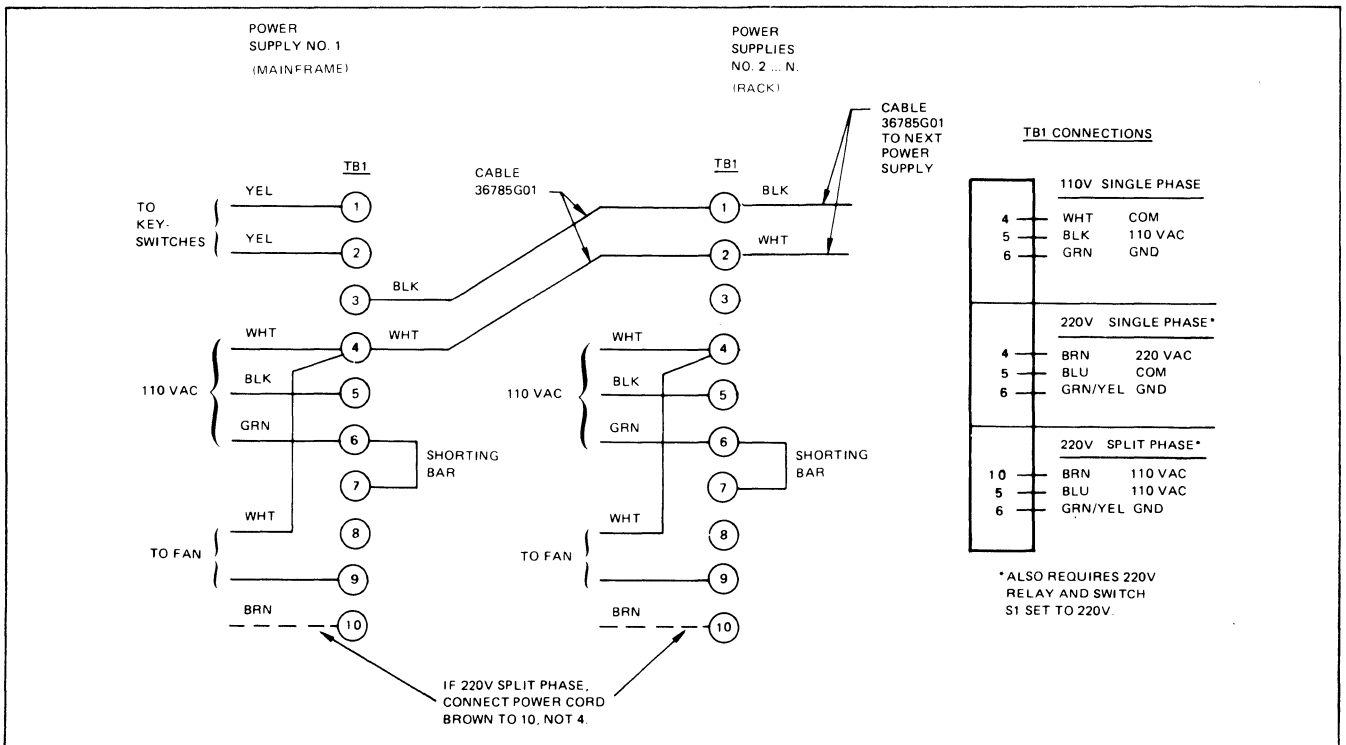 POWER
SUPPLY NO. 1
(MAINFRAME)
POWER
SUPPLIES
NO. 2 ... N.
(RACK)
CABLE
36785G01
TO NEXT
POWER
SUPPLY
TB1 CONNECTIONS
TB1
CABLE
36785G01
TB1
TO
KEY-
SWITCHES
YEL
1
YEL
2
3
BLK
WHT
4
WHT
110 VAC
BLK
5
GRN
6
SHORTING
BAR
7
WHT
8
TO FAN
9
BRN
10
1
BLK
2
WHT
3
WHT
4
110 VAC
BLK
5
GRN
6
SHORTING
BAR
7
WHT
8
TO FAN
9
BRN
10
IF 220V SPLIT PHASE,
CONNECT POWER CORD
BROWN TO 10, NOT 4.
110V SINGLE PHASE
4 WHT COM
5 BLK 110 VAC
6 GRN GND
220V SINGLE PHASE*
4 BRN 220 VAC
5 BLU COM
6 GRN/YEL GND
220V SPLIT PHASE*
10 BRN 110 VAC
5 BLU 110 VAC
6 GRN/YEL GND
*ALSO REQUIRES 220V
RELAY AND SWITCH
S1 SET TO 220V.